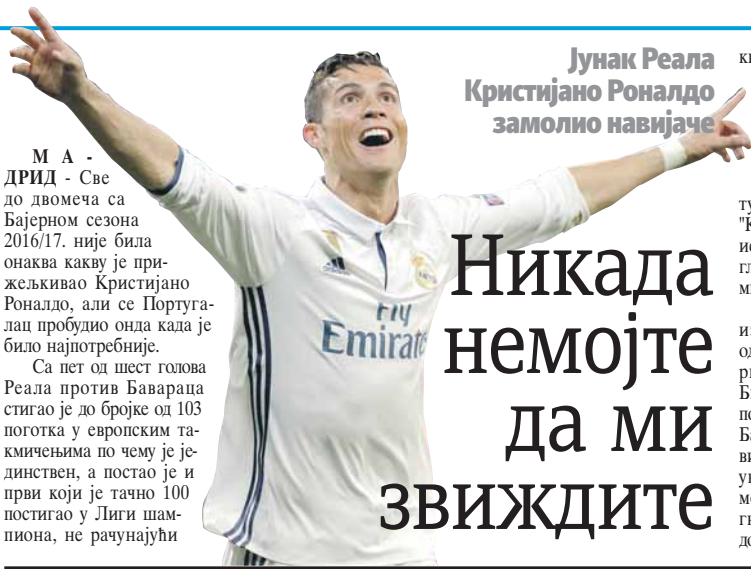 Јунак Реала
Кристијано Роналдо
замолио навијаче
Никада
немојте
да ми
звиждите
М А -
ДРИД - Све
до двомеча са
Бајерном сезона
2016/17. није била
онаква какву је при-
жељкивао Кристијано
Роналдо, али се Португа-
лац пробудио онда када је
било најпотребније.
Са пет од шест голова
Реала против Бавараца
стигао је до бројке од 103
поготка у европским та-
кмичењима по чему је је-
динствен, а постао је и
први који је тачно 100
постигао у Лиги шам-
пиона, не рачунајући
Fly
Emirate